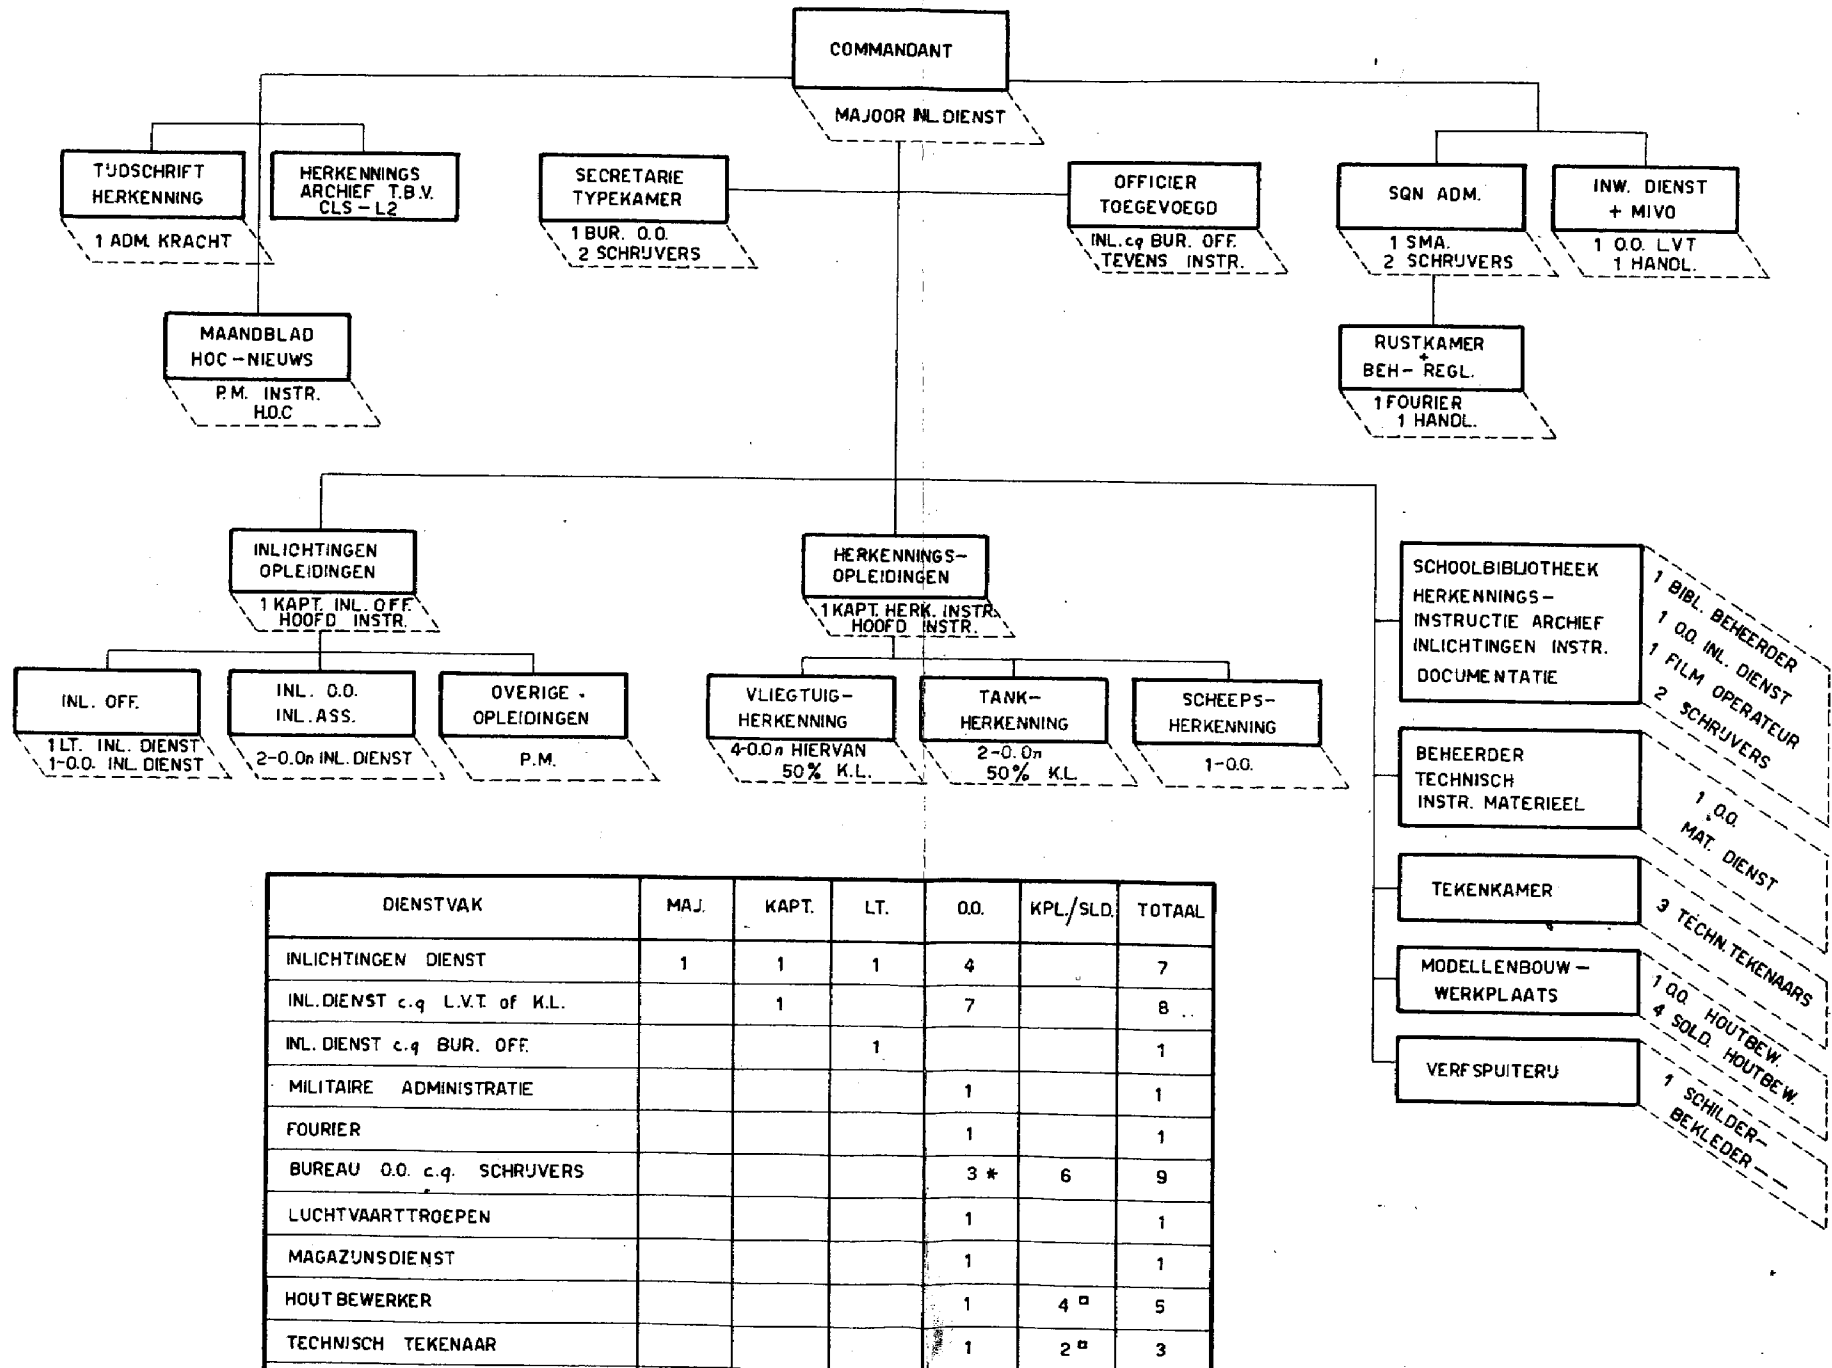 COMMANDANT
MAJOOR INL. DIENST
TIJDSCHRIFT
HERKENNING
1 ADM. KRACHT
HERKENNINGS
ARCHIEF T.B.V.
CLS-L2
SECRETARIE
TYPEKAMER
1 BUR. O.O.
2 SCHRIJVERS
OFFICIER
TOEGEVOEGD
INL. cq BUR. OFF.
TEVENS INSTR.
SQN ADM.
1 SMA.
2 SCHRIJVERS
INW. DIENST
+ MIVO
1 O.O. L.V.T
1 HANDL.
MAANDBLAD
HOC-NIEUWS
P.M. INSTR.
H.O.C
RUSTKAMER
+
BEH-REGL.
1 FOURIER
1 HANDL.
INLICHTINGEN
OPLEIDINGEN
1 KAPT. INL. OFF.
HOOFD INSTR.
HERKENNINGS-
OPLEIDINGEN
1 KAPT. HERK. INSTR.
HOOFD INSTR.
INL. OFF.
1 LT. INL. DIENST
1-O.O. INL. DIENST
INL. O.O.
INL. ASS.
2-O.On INL. DIENST
OVERIGE
OPLEIDINGEN
P.M.
VLIEGTUIG-
HERKENNING
4-O.On HIERVAN
50% K.L.
TANK-
HERKENNING
2-O.On
50% K.L.
SCHEEPS-
HERKENNING
1-O.O.
SCHOOLBIBLIOTHEEK
HERKENNINGS-
INSTRUCTIE ARCHIEF
INLICHTINGEN INSTR.
DOCUMENTATIE
1 BIBL. BEHEERDER
1 O.O. INL. DIENST
1 FILM OPERATEUR
2 SCHRIJVERS
BEHEERDER
TECHNISCH
INSTR. MATERIEEL
1 O.O.
MAT. DIENST
TEKENKAMER
3 TECHN. TEKENAARS
MODELLENBOUW-
WERKPLAATS
1 O.O. HOUTBEW.
4 SOLD. HOUTBEW.
VERFSPUITERIJ
1 SCHILDER-
BEKLEDER-
DIENSTVAK MAJ. KAPT. LT. O.O. KPL./SLD. TOTAAL
INLICHTINGEN DIENST 1 1 1 4 7
INL. DIENST c.q L.V.T. of K.L. 1 7 8
INL. DIENST c.q BUR. OFF. 1 1
MILITAIRE ADMINISTRATIE 1 1
FOURIER 1 1
BUREAU O.O. c.q. SCHRIJVERS 3 * 6 9
LUCHTVAARTTROEPEN 1 1
MAGAZIJNSDIENST 1 1
HOUTBEWERKER 1 4 □ 5
TECHNISCH TEKENAAR 1 2 □ 3